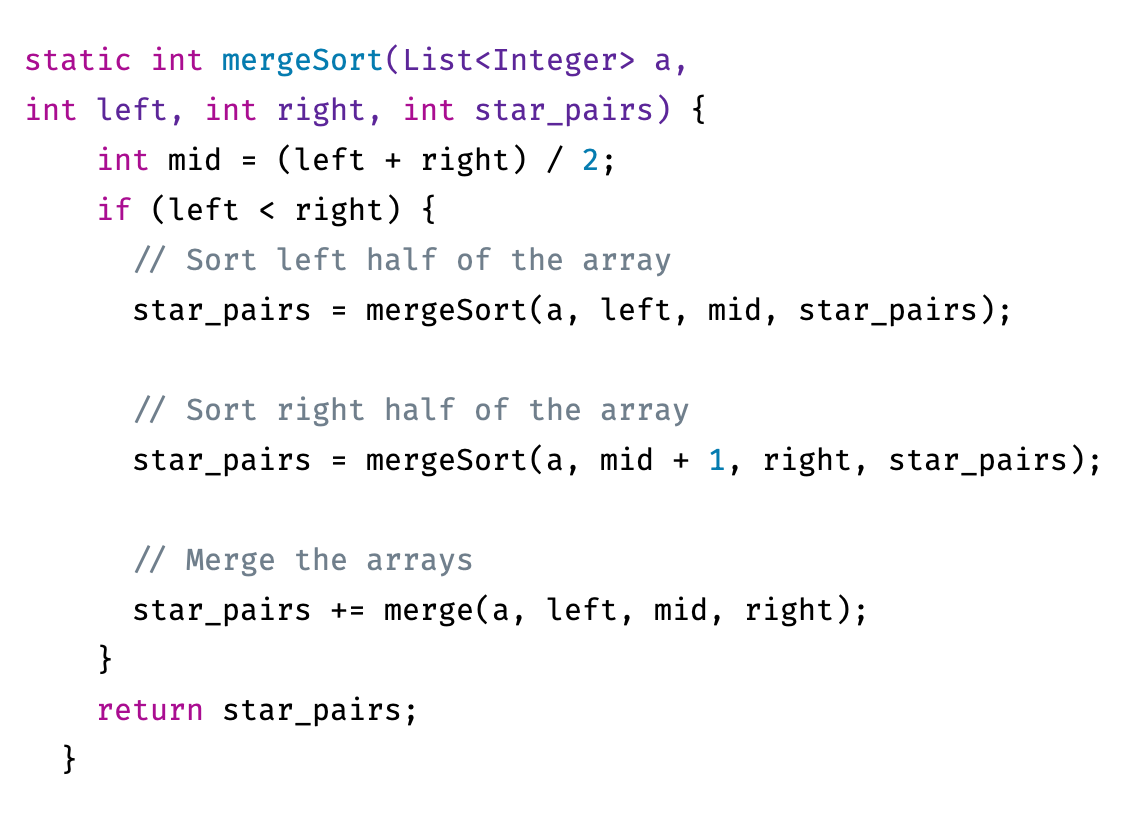 static int mergeSort(List<Integer> a,
int left, int right, int star_pairs) {
int mid = (left + right) / 2;
if (left < right) {
// Sort left half of the array
star_pairs = mergeSort(a, left, mid, star_pairs);
// Sort right half of the array
star_pairs = mergeSort(a, mid + 1, right, star_pairs);
// Merge the arrays
star_pairs += merge(a, left, mid, right);
}
return star_pairs;
}